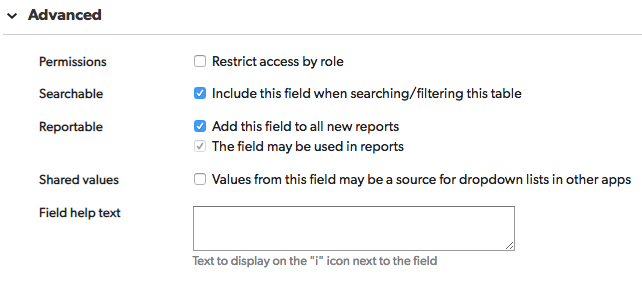 Advanced
Permissions Restrict access by role
Searchable Include this field when searching/filtering this table
Reportable Add this field to all new reports
The field may be used in reports
Shared values Values from this field may be a source for dropdown lists in other apps
Field help text
Text to display on the "i" icon next to the field